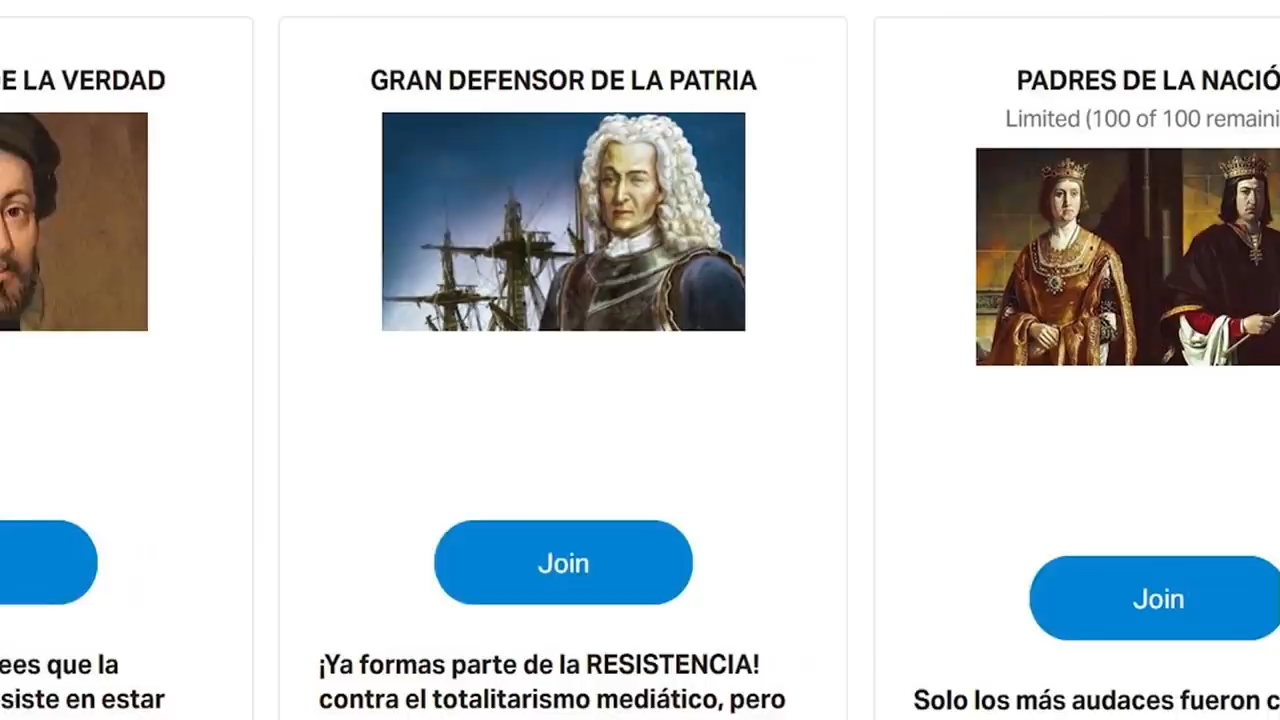 E LA VERDAD
ees que la
siste en estar
GRAN DEFENSOR DE LA PATRIA
Join
¡Ya formas parte de la RESISTENCIA!
contra el totalitarismo mediático, pero
PADRES DE LA NACIÓ
Limited (100 of 100 remaini
Join
Solo los más audaces fueron c